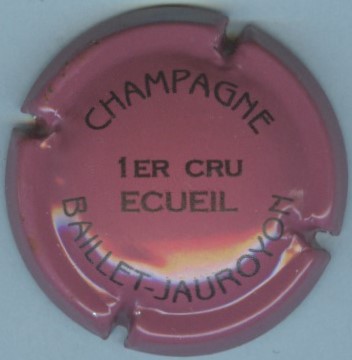 CHAMPAGNE
1ER CRU
ECUEIL
BAILLET-JAUROYON